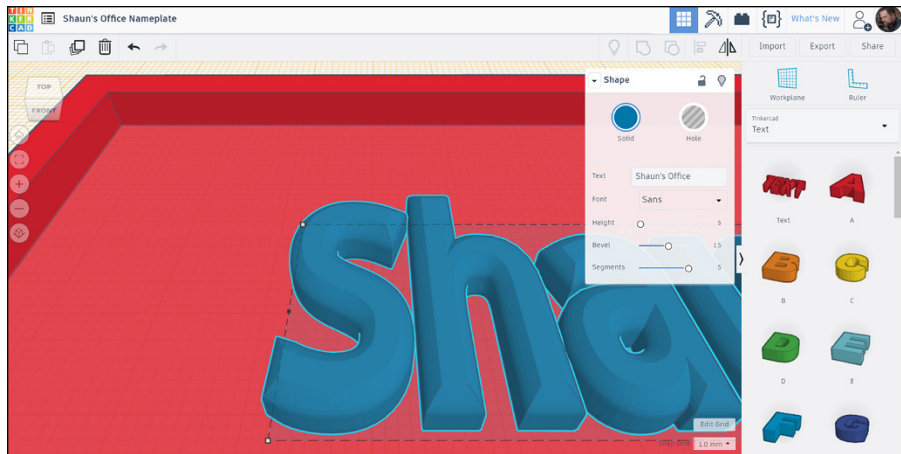 TIN
KER
CAD
Shaun's Office Nameplate
What's New
Import
Export
Share
TOP
FRONT
Shape
Solid
Hole
Text
Shaun's Office
Font
Sans
Height
5
Bevel
1.5
Segments
5
Sha
Edit Grid
Snap Grid
1.0 mm
Workplane
Ruler
Tinkercad
Text
TEXT
A
Text
A
B
C
B
C
D
E
D
E
F
G